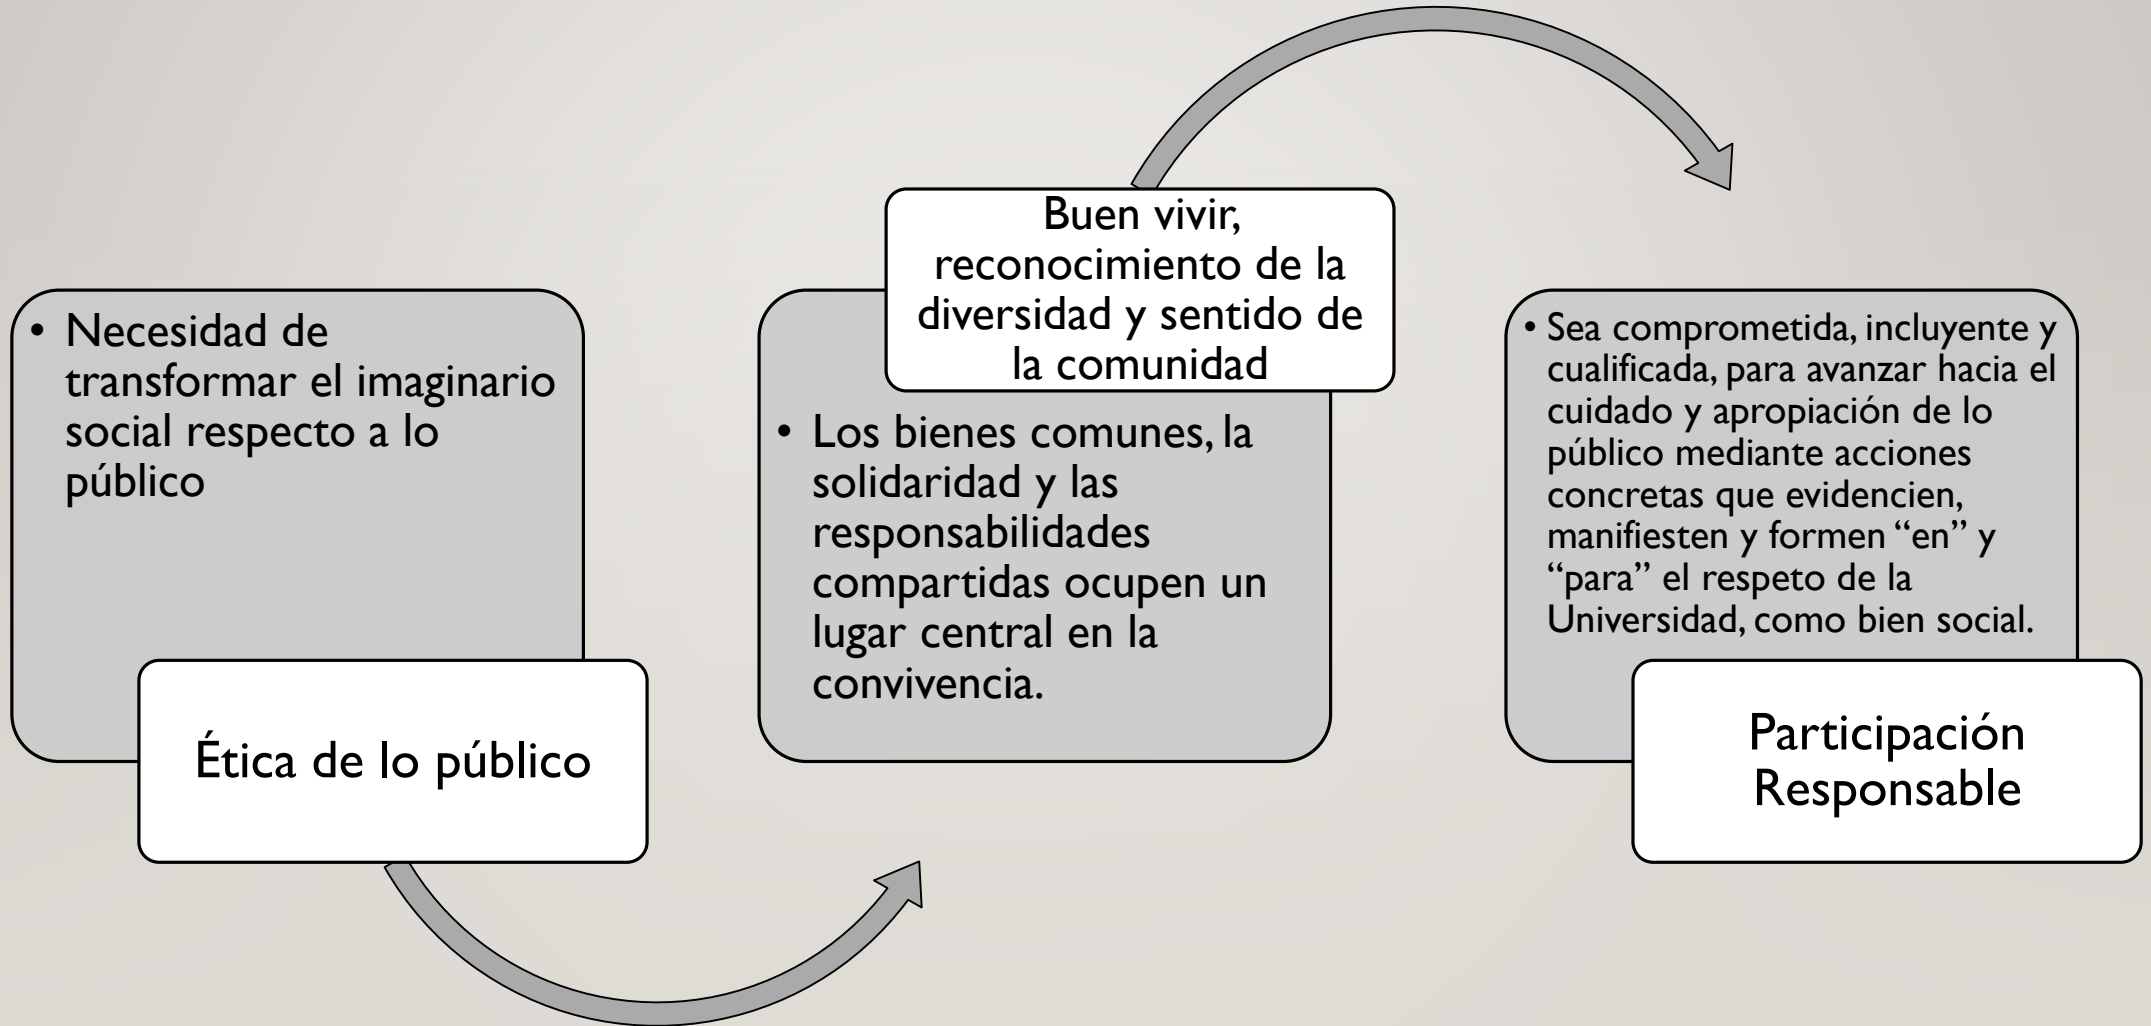 • Necesidad de
transformar el imaginario
social respecto a lo
público
Ética de lo público
Buen vivir,
reconocimiento de la
diversidad y sentido de
la comunidad
• Los bienes comunes, la
solidaridad y las
responsabilidades
compartidas ocupen un
lugar central en la
convivencia.
• Sea comprometida, incluyente y
cualificada, para avanzar hacia el
cuidado y apropiación de lo
público mediante acciones
concretas que evidencien,
manifiesten y formen “en” y
“para” el respeto de la
Universidad, como bien social.
Participación
Responsable